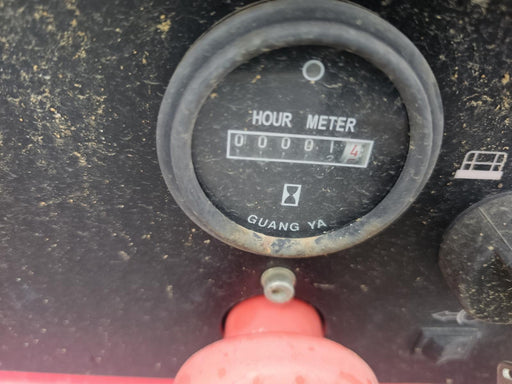 HOUR METER
000014
GUANG YA